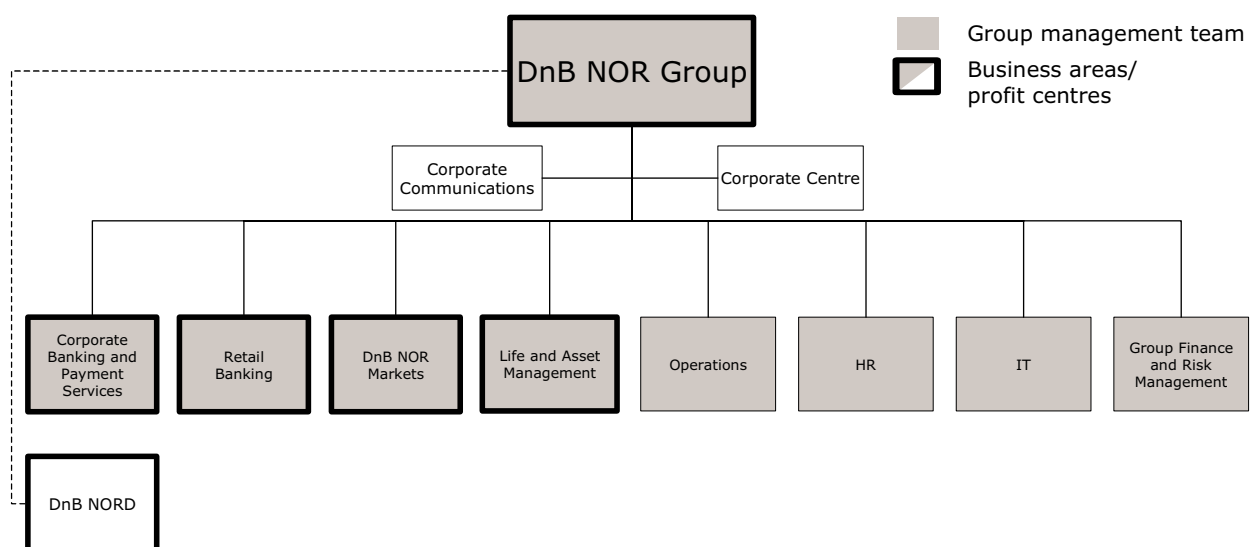 DnB NOR Group
Group management team
Business areas/
profit centres
Corporate
Communications
Corporate Centre
Corporate
Banking and
Payment
Services
Retail
Banking
DnB NOR
Markets
Life and Asset
Management
Operations
HR
IT
Group Finance
and Risk
Management
DnB NORD